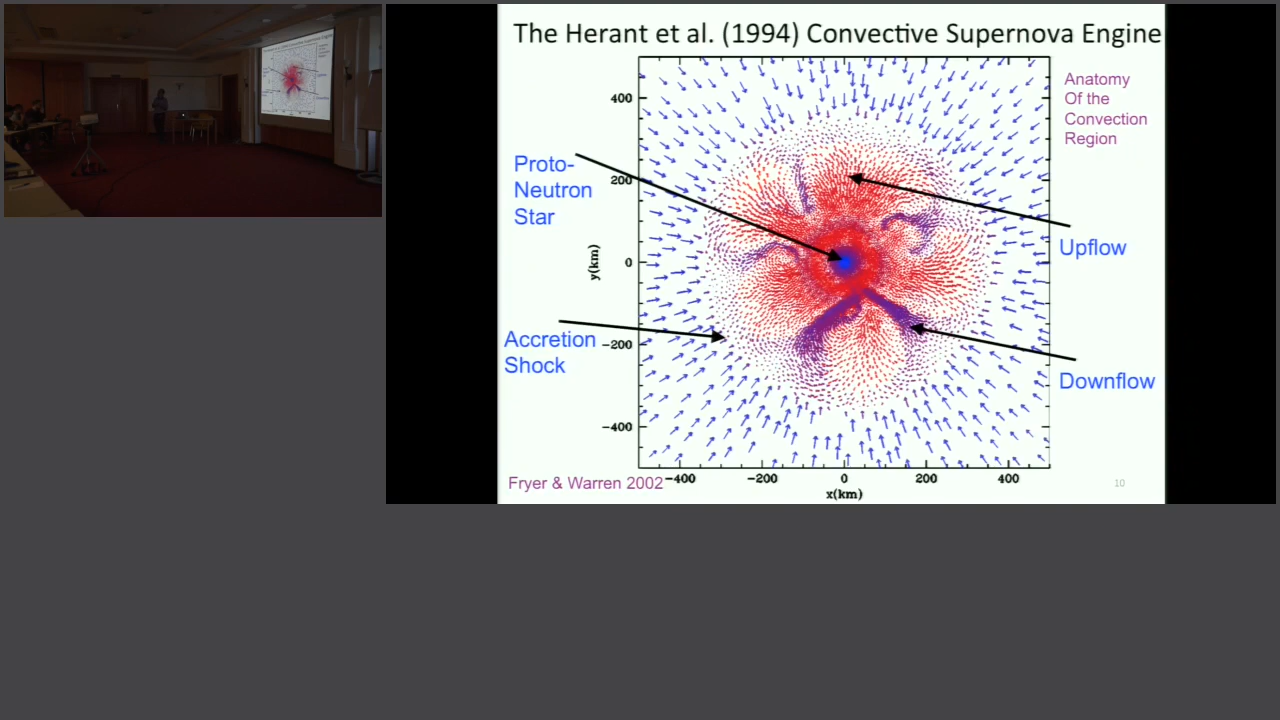 The Herant et al. (1994) Convective Supernova Engine
Anatomy
Of the
Convection
Region
Proto-
Neutron
Star
Upflow
Accretion
Shock
Downflow
400
200
0
−200
−400
y(km)
−400 −200 0 200 400
x(km)
Fryer & Warren 2002
10